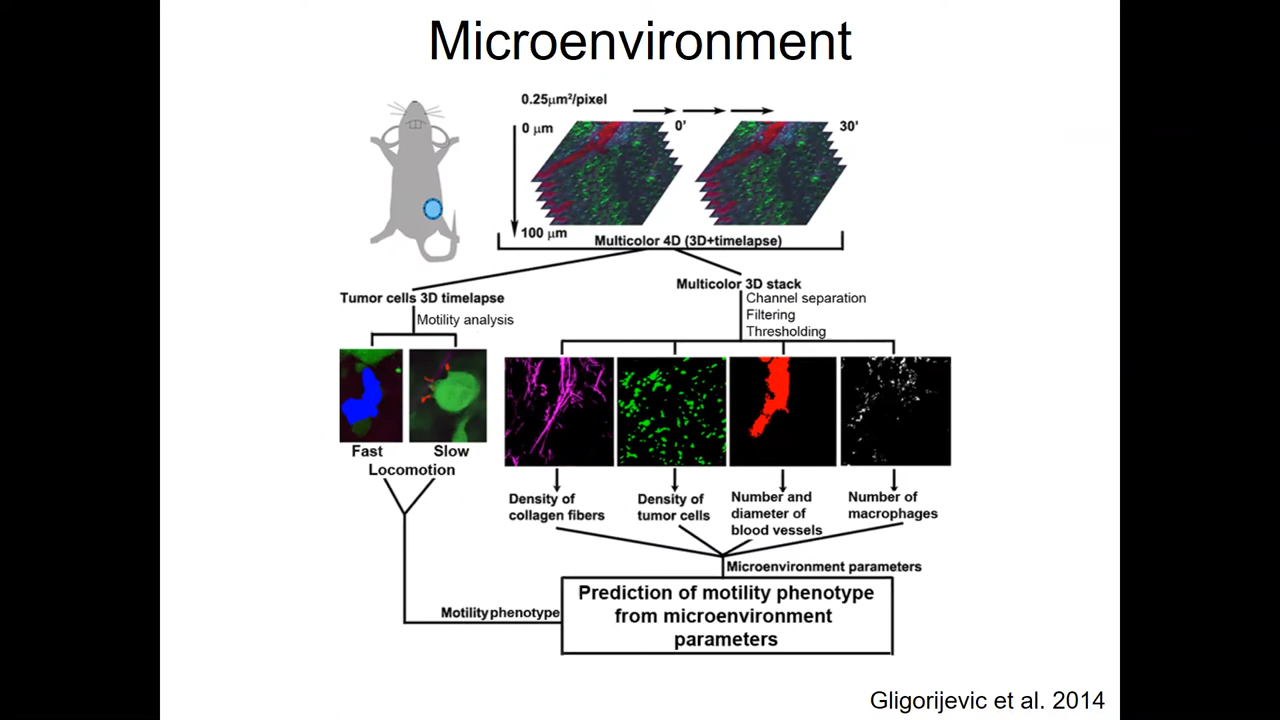 Microenvironment
0.25µm²/pixel
0 µm
0'
30'
100 µm
Multicolor 4D (3D+timelapse)
Tumor cells 3D timelapse
Motility analysis
Multicolor 3D stack
Channel separation
Filtering
Thresholding
Fast
Slow
Locomotion
Density of
collagen fibers
Density of
tumor cells
Number and
diameter of
blood vessels
Number of
macrophages
Microenvironment parameters
Motility phenotype
Prediction of motility phenotype
from microenvironment
parameters
Gligorijevic et al. 2014